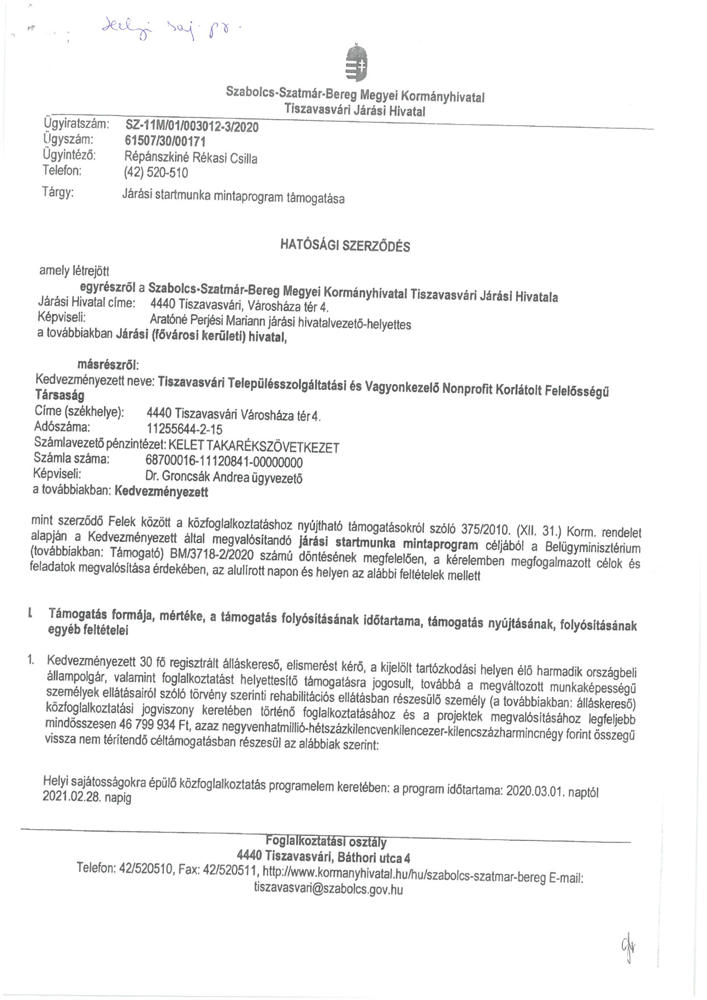 Helyi saj. pr.
Szabolcs-Szatmár-Bereg Megyei Kormányhivatal
Tiszavasvári Járási Hivatal
Ügyiratszám: SZ-11M/01/003012-3/2020
Ügyszám: 61507/30/00171
Ügyintéző: Répánszkiné Rékasi Csilla
Telefon: (42) 520-510
Tárgy: Járási startmunka mintaprogram támogatása
HATÓSÁGI SZERZŐDÉS
amely létrejött
egyrészről a Szabolcs-Szatmár-Bereg Megyei Kormányhivatal Tiszavasvári Járási Hivatala
Járási Hivatal címe: 4440 Tiszavasvári, Városháza tér 4.
Képviseli: Aratóné Perjési Mariann járási hivatalvezető-helyettes
a továbbiakban Járási (fővárosi kerületi) hivatal,
másrészről:
Kedvezményezett neve: Tiszavasvári Településszolgáltatási és Vagyonkezelő Nonprofit Korlátolt Felelősségű
Társaság
Címe (székhelye): 4440 Tiszavasvári Városháza tér 4.
Adószáma: 11255644-2-15
Számlavezető pénzintézet: KELET TAKARÉKSZÖVETKEZET
Számla száma: 68700016-11120841-00000000
Képviseli: Dr. Groncsák Andrea ügyvezető
a továbbiakban: Kedvezményezett
mint szerződő Felek között a közfoglalkoztatáshoz nyújtható támogatásokról szóló 375/2010. (XII. 31.) Korm. rendelet
alapján a Kedvezményezett által megvalósítandó járási startmunka mintaprogram céljából a Belügyminisztérium
(továbbiakban: Támogató) BM/3718-2/2020 számú döntésének megfelelően, a kérelemben megfogalmazott célok és
feladatok megvalósítása érdekében, az alulírott napon és helyen az alábbi feltételek mellett
I. Támogatás formája, mértéke, a támogatás folyósításának időtartama, támogatás nyújtásának, folyósításának
egyéb feltételei
1. Kedvezményezett 30 fő regisztrált álláskereső, elismerést kérő, a kijelölt tartózkodási helyen élő harmadik országbeli
állampolgár, valamint foglalkoztatást helyettesítő támogatásra jogosult, továbbá a megváltozott munkaképességű
személyek ellátásairól szóló törvény szerinti rehabilitációs ellátásban részesülő személy (a továbbiakban: álláskereső)
közfoglalkoztatási jogviszony keretében történő foglalkoztatásához és a projektek megvalósításához legfeljebb
mindösszesen 46 799 934 Ft, azaz negyvenhatmillió-hétszázkilencvenkilencezer-kilencszázharmincnégy forint összegű
vissza nem térítendő céltámogatásban részesül az alábbiak szerint:
Helyi sajátosságokra épülő közfoglalkoztatás programelem keretében: a program időtartama: 2020.03.01. naptól
2021.02.28. napig
Foglalkoztatási osztály
4440 Tiszavasvári, Báthori utca 4
Telefon: 42/520510, Fax: 42/520511, http://www.kormanyhivatal.hu/hu/szabolcs-szatmar-bereg E-mail:
tiszavasvari@szabolcs.gov.hu